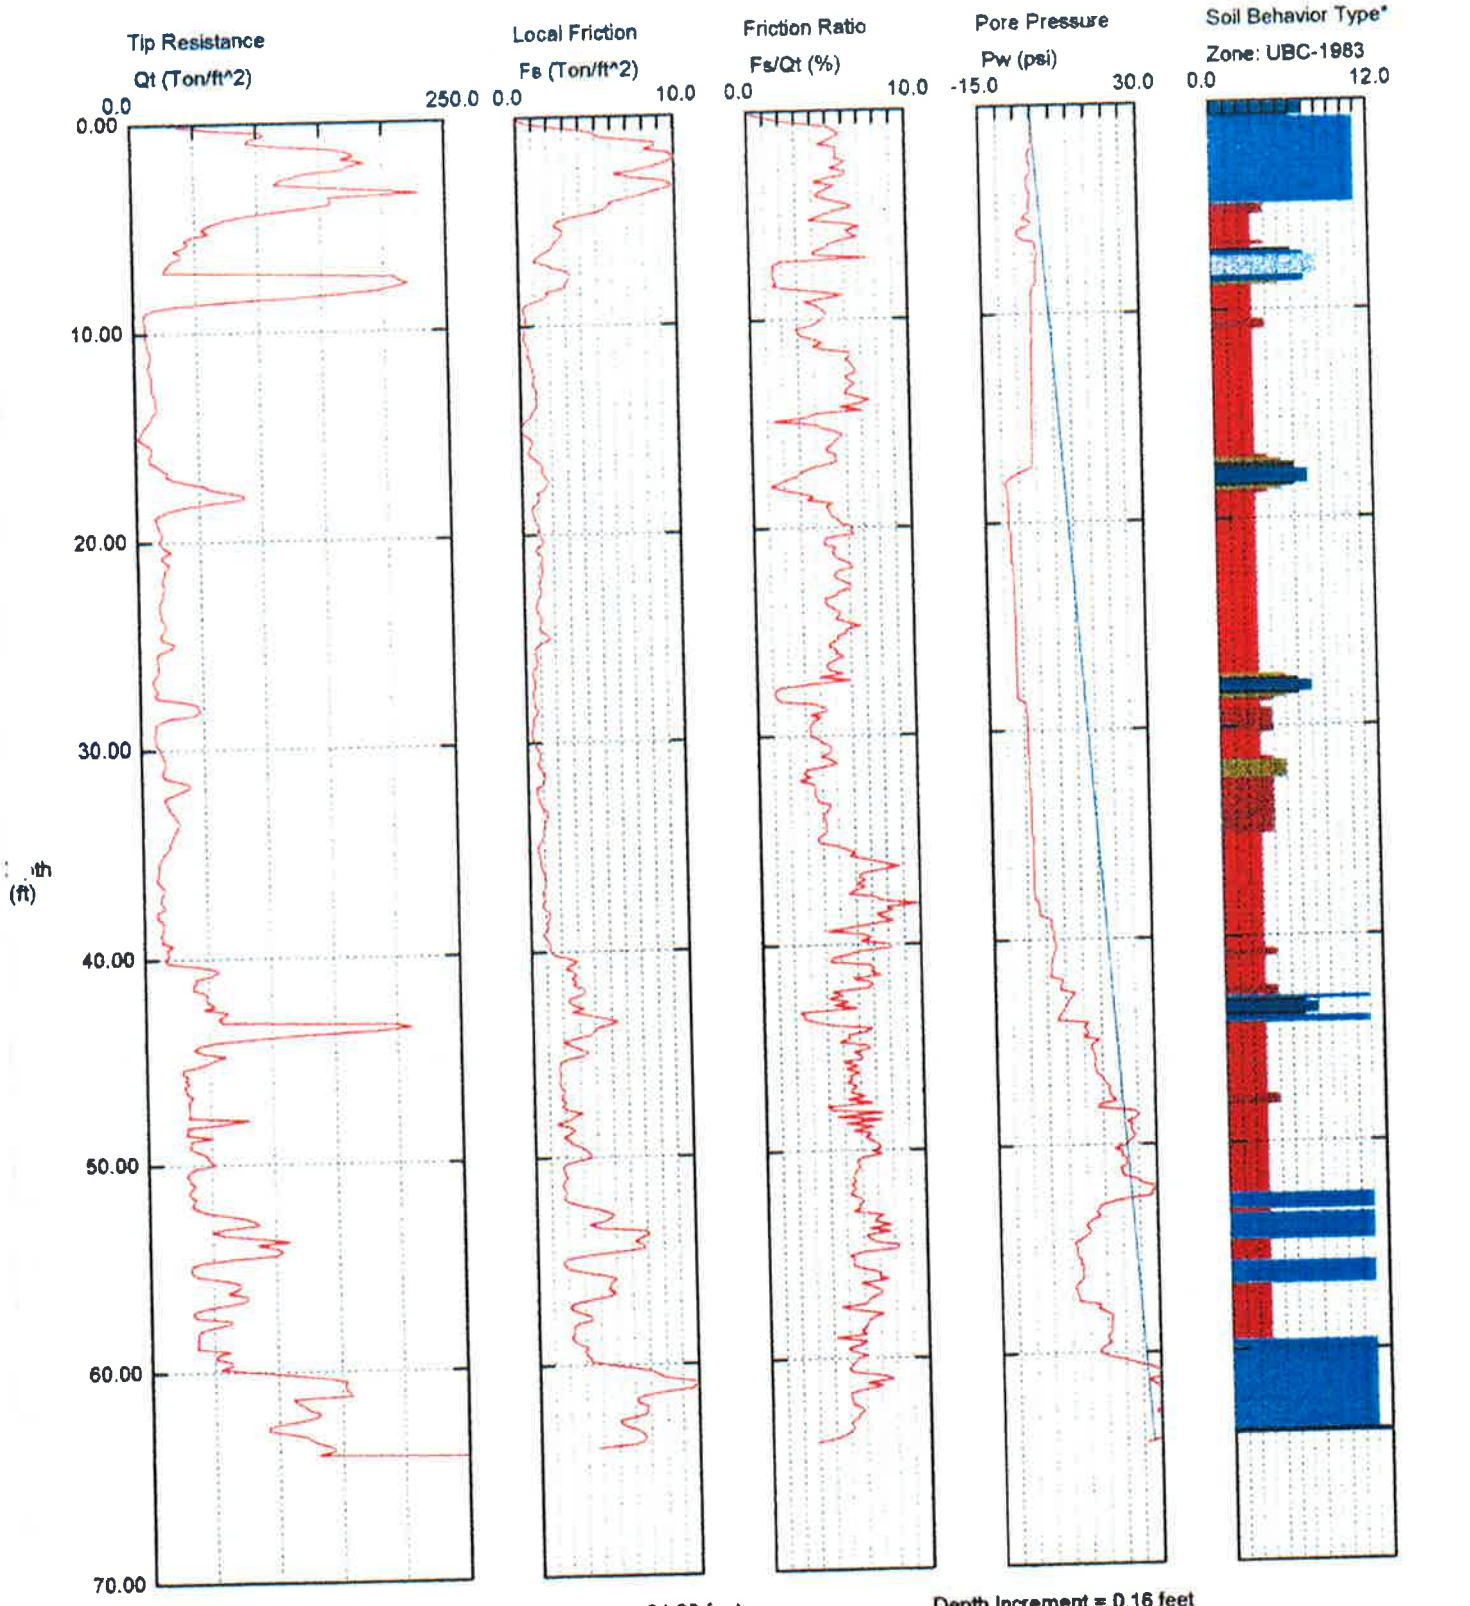 Tip Resistance
Qt (Ton/ft^2)
0.0 250.0
Local Friction
Fs (Ton/ft^2)
0.0 10.0
Friction Ratio
Fs/Qt (%)
0.0 10.0
Pore Pressure
Pw (psi)
-15.0 30.0
Soil Behavior Type*
Zone: UBC-1983
0.0 12.0
0.00
10.00
20.00
30.00
th
(ft)
40.00
50.00
60.00
70.00
feet
Depth Increment = 0.16 feet